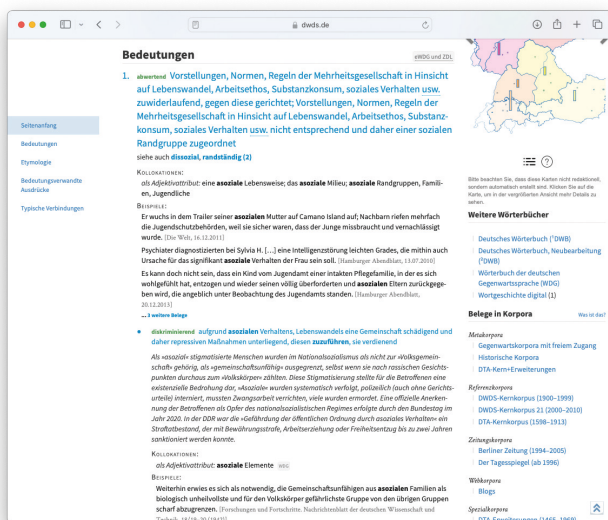 dwds.de
Bedeutungen
eWDG und ZDL
1. abwertend Vorstellungen, Normen, Regeln der Mehrheitsgesellschaft in Hinsicht
auf Lebenswandel, Arbeitsethos, Substanzkonsum, soziales Verhalten usw.
zuwiderlaufend, gegen diese gerichtet; Vorstellungen, Normen, Regeln der
Mehrheitsgesellschaft in Hinsicht auf Lebenswandel, Arbeitsethos, Substanz-
konsum, soziales Verhalten usw. nicht entsprechend und daher einer sozialen
Randgruppe zugeordnet
siehe auch dissozial, randständig (2)
Kollokationen:
als Adjektivattribut: eine asoziale Lebensweise; das asoziale Milieu; asoziale Randgruppen, Famili-
en, Jugendliche
Beispiele:
Er wuchs in dem Trailer seiner asozialen Mutter auf Camano Island auf; Nachbarn riefen mehrfach
die Jugendschutzbehörden, weil sie sicher waren, dass der Junge missbraucht und vernachlässigt
wurde. [Die Welt, 16.12.2011]
Psychiater diagnostizierten bei Sylvia H. […] eine Intelligenzstörung leichten Grades, die mithin auch
Ursache für das signifikant asoziale Verhalten der Frau sein soll. [Hamburger Abendblatt, 13.07.2010]
Es kann doch nicht sein, dass ein Kind vom Jugendamt einer intakten Pflegefamilie, in der es sich
wohlgefühlt hat, entzogen und wieder seinen völlig überforderten und asozialen Eltern zurückgege-
ben wird, die angeblich unter Beobachtung des Jugendamts standen. [Hamburger Abendblatt,
20.12.2013]
... 3 weitere Belege
● diskriminierend aufgrund asozialen Verhaltens, Lebenswandels eine Gemeinschaft schädigend und
daher repressiven Maßnahmen unterliegend, diesen zuzuführen, sie verdienend
Als »asozial« stigmatisierte Menschen wurden im Nationalsozialismus als nicht zur »Volksgemein-
schaft« gehörig, als »gemeinschaftsunfähig« ausgegrenzt, selbst wenn sie nach rassischen Gesichts-
punkten durchaus zum »Volkskörper« zählten. Diese Stigmatisierung stellte für die Betroffenen eine
existenzielle Bedrohung dar, »Asoziale« wurden systematisch verfolgt, polizeilich (auch ohne Gerichts-
urteile) interniert, mussten Zwangsarbeit verrichten, viele wurden ermordet. Eine offizielle Anerken-
nung der Betroffenen als Opfer des nationalsozialistischen Regimes erfolgte durch den Bundestag im
Jahr 2020. In der DDR war die »Gefährdung der öffentlichen Ordnung durch asoziales Verhalten« ein
Straftatbestand, der mit Bewährungsstrafe, Arbeitserziehung oder Freiheitsentzug bis zu zwei Jahren
sanktioniert werden konnte.
Kollokationen:
als Adjektivattribut: asoziale Elemente WDG
Beispiele:
Weiterhin erwies es sich als notwendig, die Gemeinschaftsunfähigen aus asozialen Familien als
biologisch unheilvollste und für den Volkskörper gefährlichste Gruppe von den übrigen Gruppen
scharf abzugrenzen. [Forschungen und Fortschritte. Nachrichtenblatt der deutschen Wissenschaft und
Technik, 18(19–20 (1942)]
Seitenanfang
Bedeutungen
Etymologie
Bedeutungsverwandte
Ausdrücke
Typische Verbindungen
Bitte beachten Sie, dass diese Karten nicht redaktionell,
sondern automatisch erstellt sind. Klicken Sie auf die
Karte, um in der vergrößerten Ansicht mehr Details zu
sehen.
Weitere Wörterbücher
Deutsches Wörterbuch (¹DWB)
Deutsches Wörterbuch, Neubearbeitung
(²DWB)
Wörterbuch der deutschen
Gegenwartssprache (WDG)
Wortgeschichte digital (1)
Belege in Korpora
Was ist das?
Metakorpora
Gegenwartskorpora mit freiem Zugang
Historische Korpora
DTA-Kern+Erweiterungen
Referenzkorpora
DWDS-Kernkorpus (1900–1999)
DWDS-Kernkorpus 21 (2000–2010)
DTA-Kernkorpus (1598–1913)
Zeitungskorpora
Berliner Zeitung (1994–2005)
Der Tagesspiegel (ab 1996)
Webkorpora
Blogs
Spezialkorpora
DTA-Erweiterungen (1465–1969)